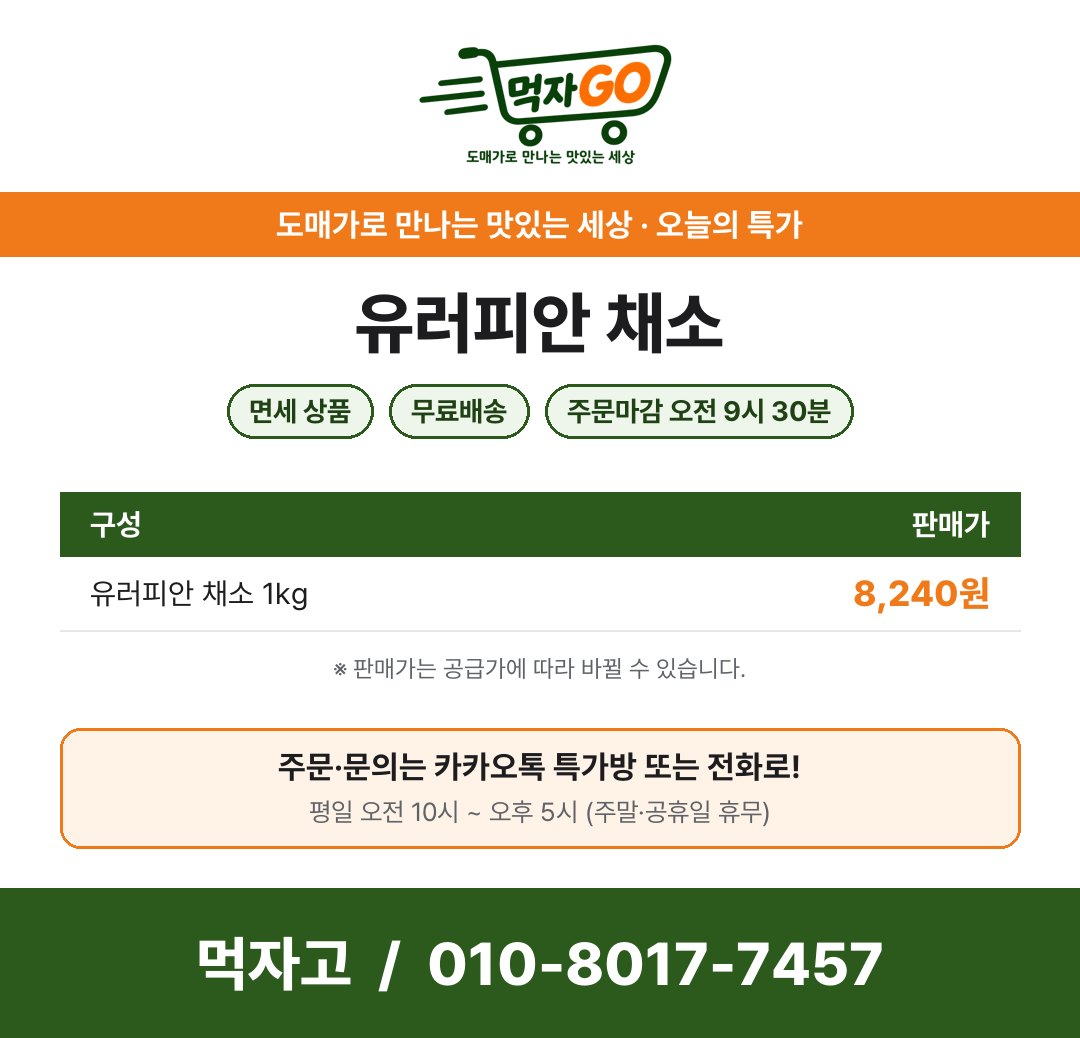 먹자GO
도매가로 만나는 맛있는 세상
도매가로 만나는 맛있는 세상 · 오늘의 특가
유러피안 채소
면세 상품 무료배송 주문마감 오전 9시 30분
구성 판매가
유러피안 채소 1kg 8,240원
※ 판매가는 공급가에 따라 바뀔 수 있습니다.
주문·문의는 카카오톡 특가방 또는 전화로!
평일 오전 10시 ~ 오후 5시 (주말·공휴일 휴무)
먹자고 / 010-8017-7457